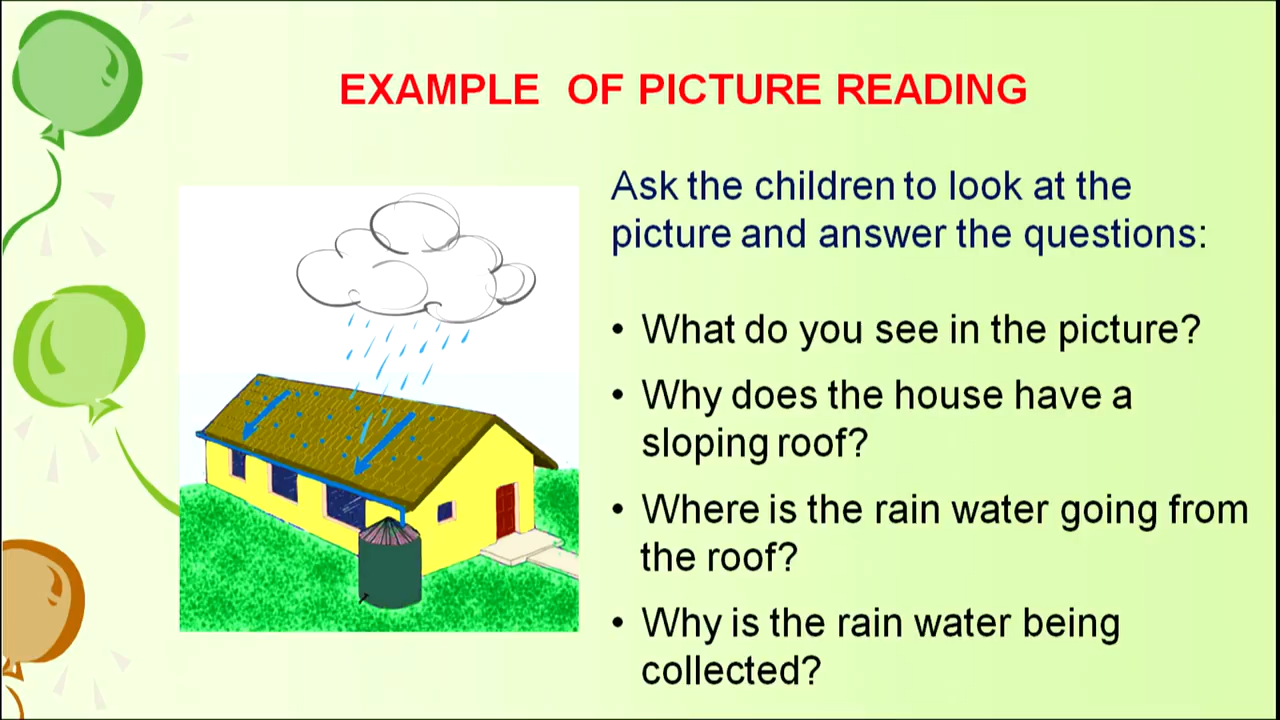 EXAMPLE OF PICTURE READING
Ask the children to look at the
picture and answer the questions:
• What do you see in the picture?
• Why does the house have a
sloping roof?
• Where is the rain water going from
the roof?
• Why is the rain water being
collected?